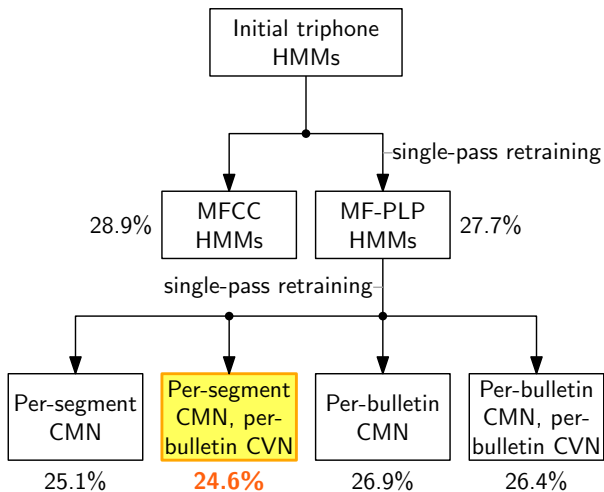 Initial triphone
HMMs
single-pass retraining
28.9%
MFCC
HMMs
MF-PLP
HMMs
27.7%
single-pass retraining
Per-segment
CMN
Per-segment
CMN, per-
bulletin CVN
Per-bulletin
CMN
Per-bulletin
CMN, per-
bulletin CVN
25.1%
24.6%
26.9%
26.4%